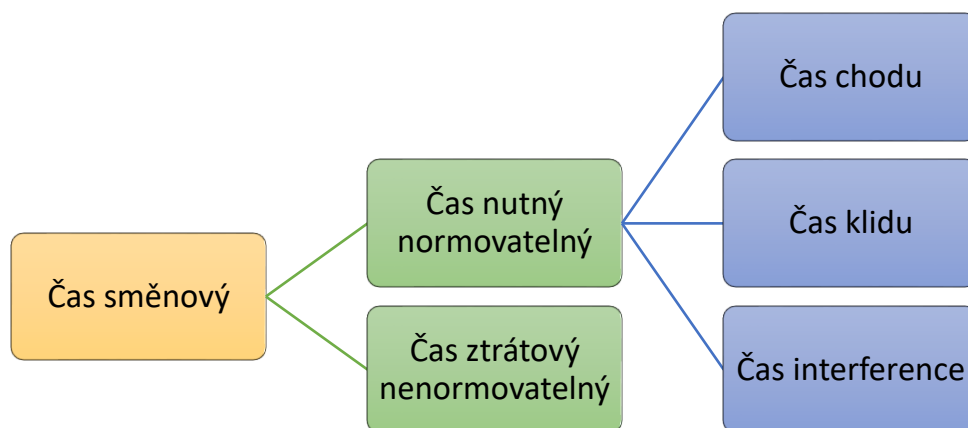 Čas směnový
Čas nutný
normovatelný
Čas ztrátový
nenormovatelný
Čas chodu
Čas klidu
Čas interference